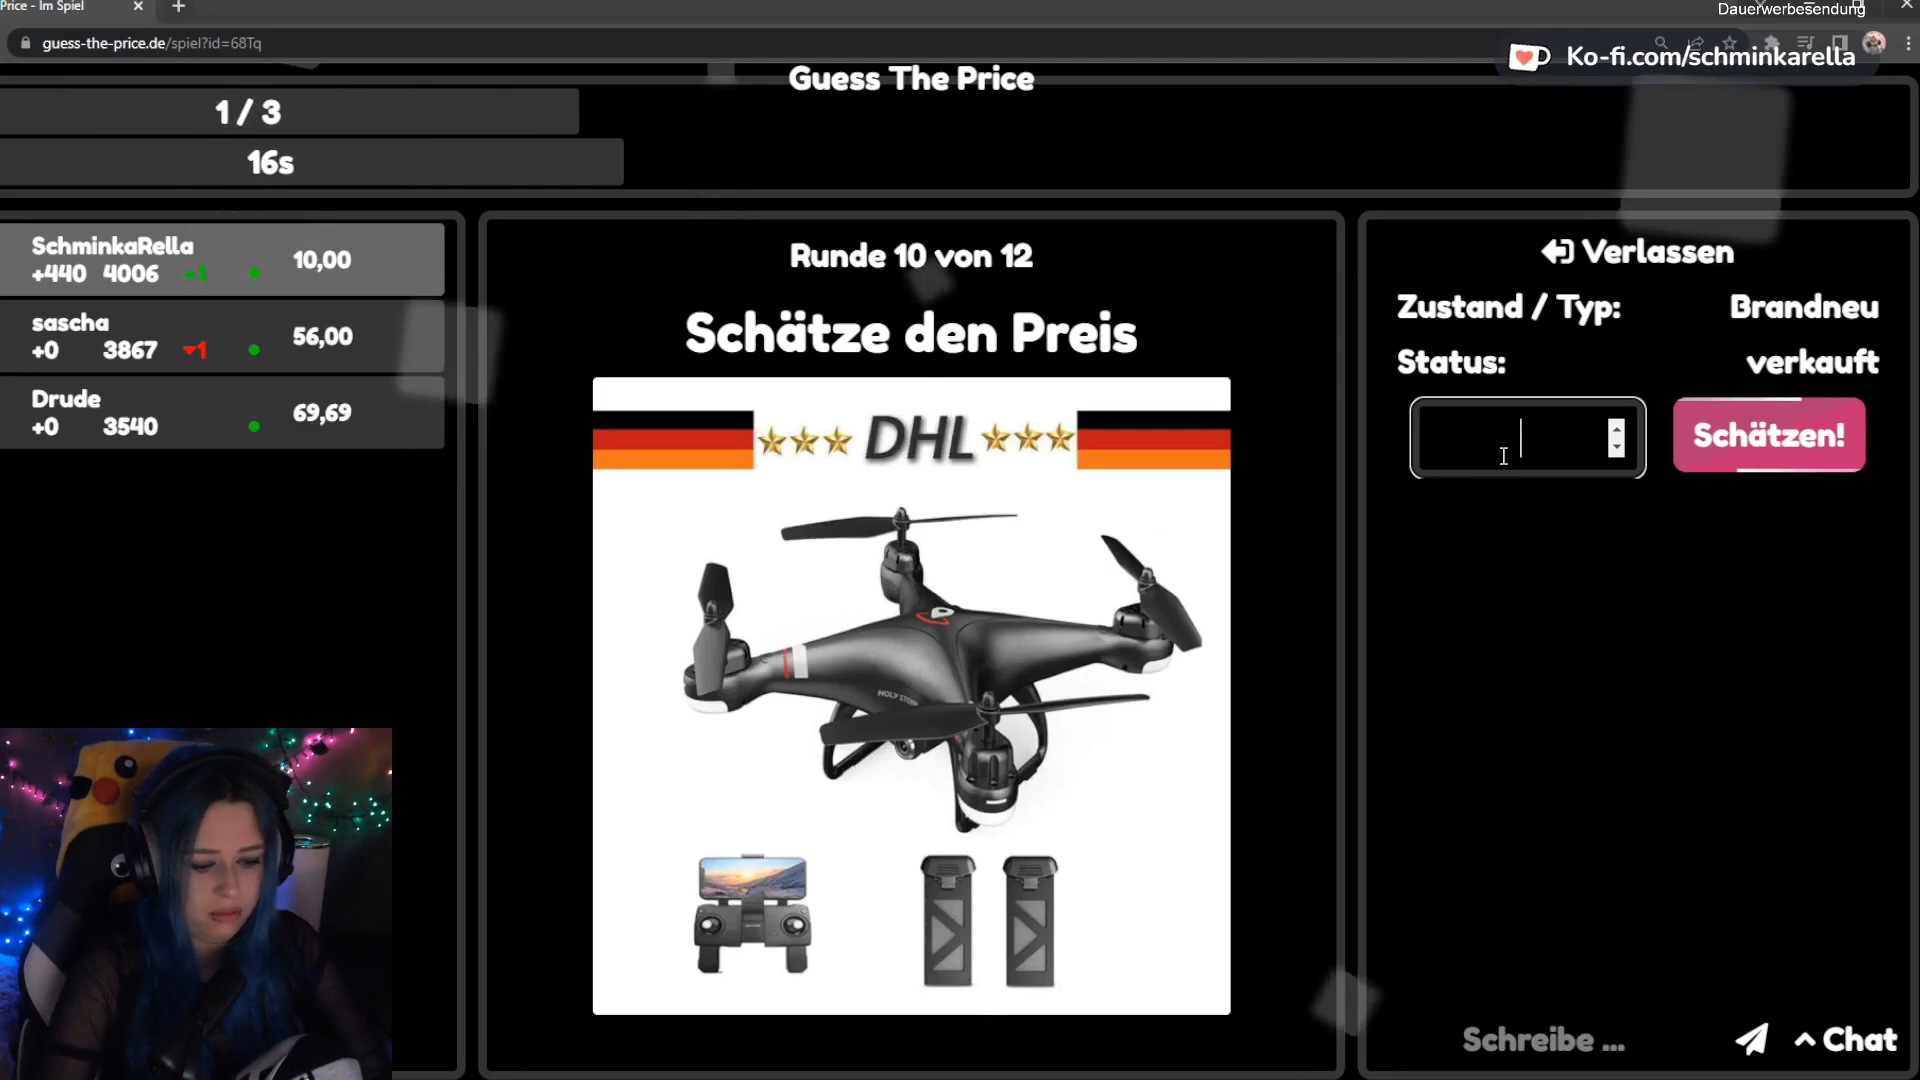 Price - Im Spiel
Dauerwerbesendung
guess-the-price.de/spiel?id=68Tq
Ko-fi.com/schminkarella
Guess The Price
1 / 3
16s
SchminkaRella
+440 4006 1
10,00
sascha
+0 3867 1
56,00
Drude
+0 3540
69,69
Runde 10 von 12
Schätze den Preis
DHL
HOLY STONE
Verlassen
Zustand / Typ: Brandneu
Status: verkauft
Schätzen!
Schreibe ...
Chat